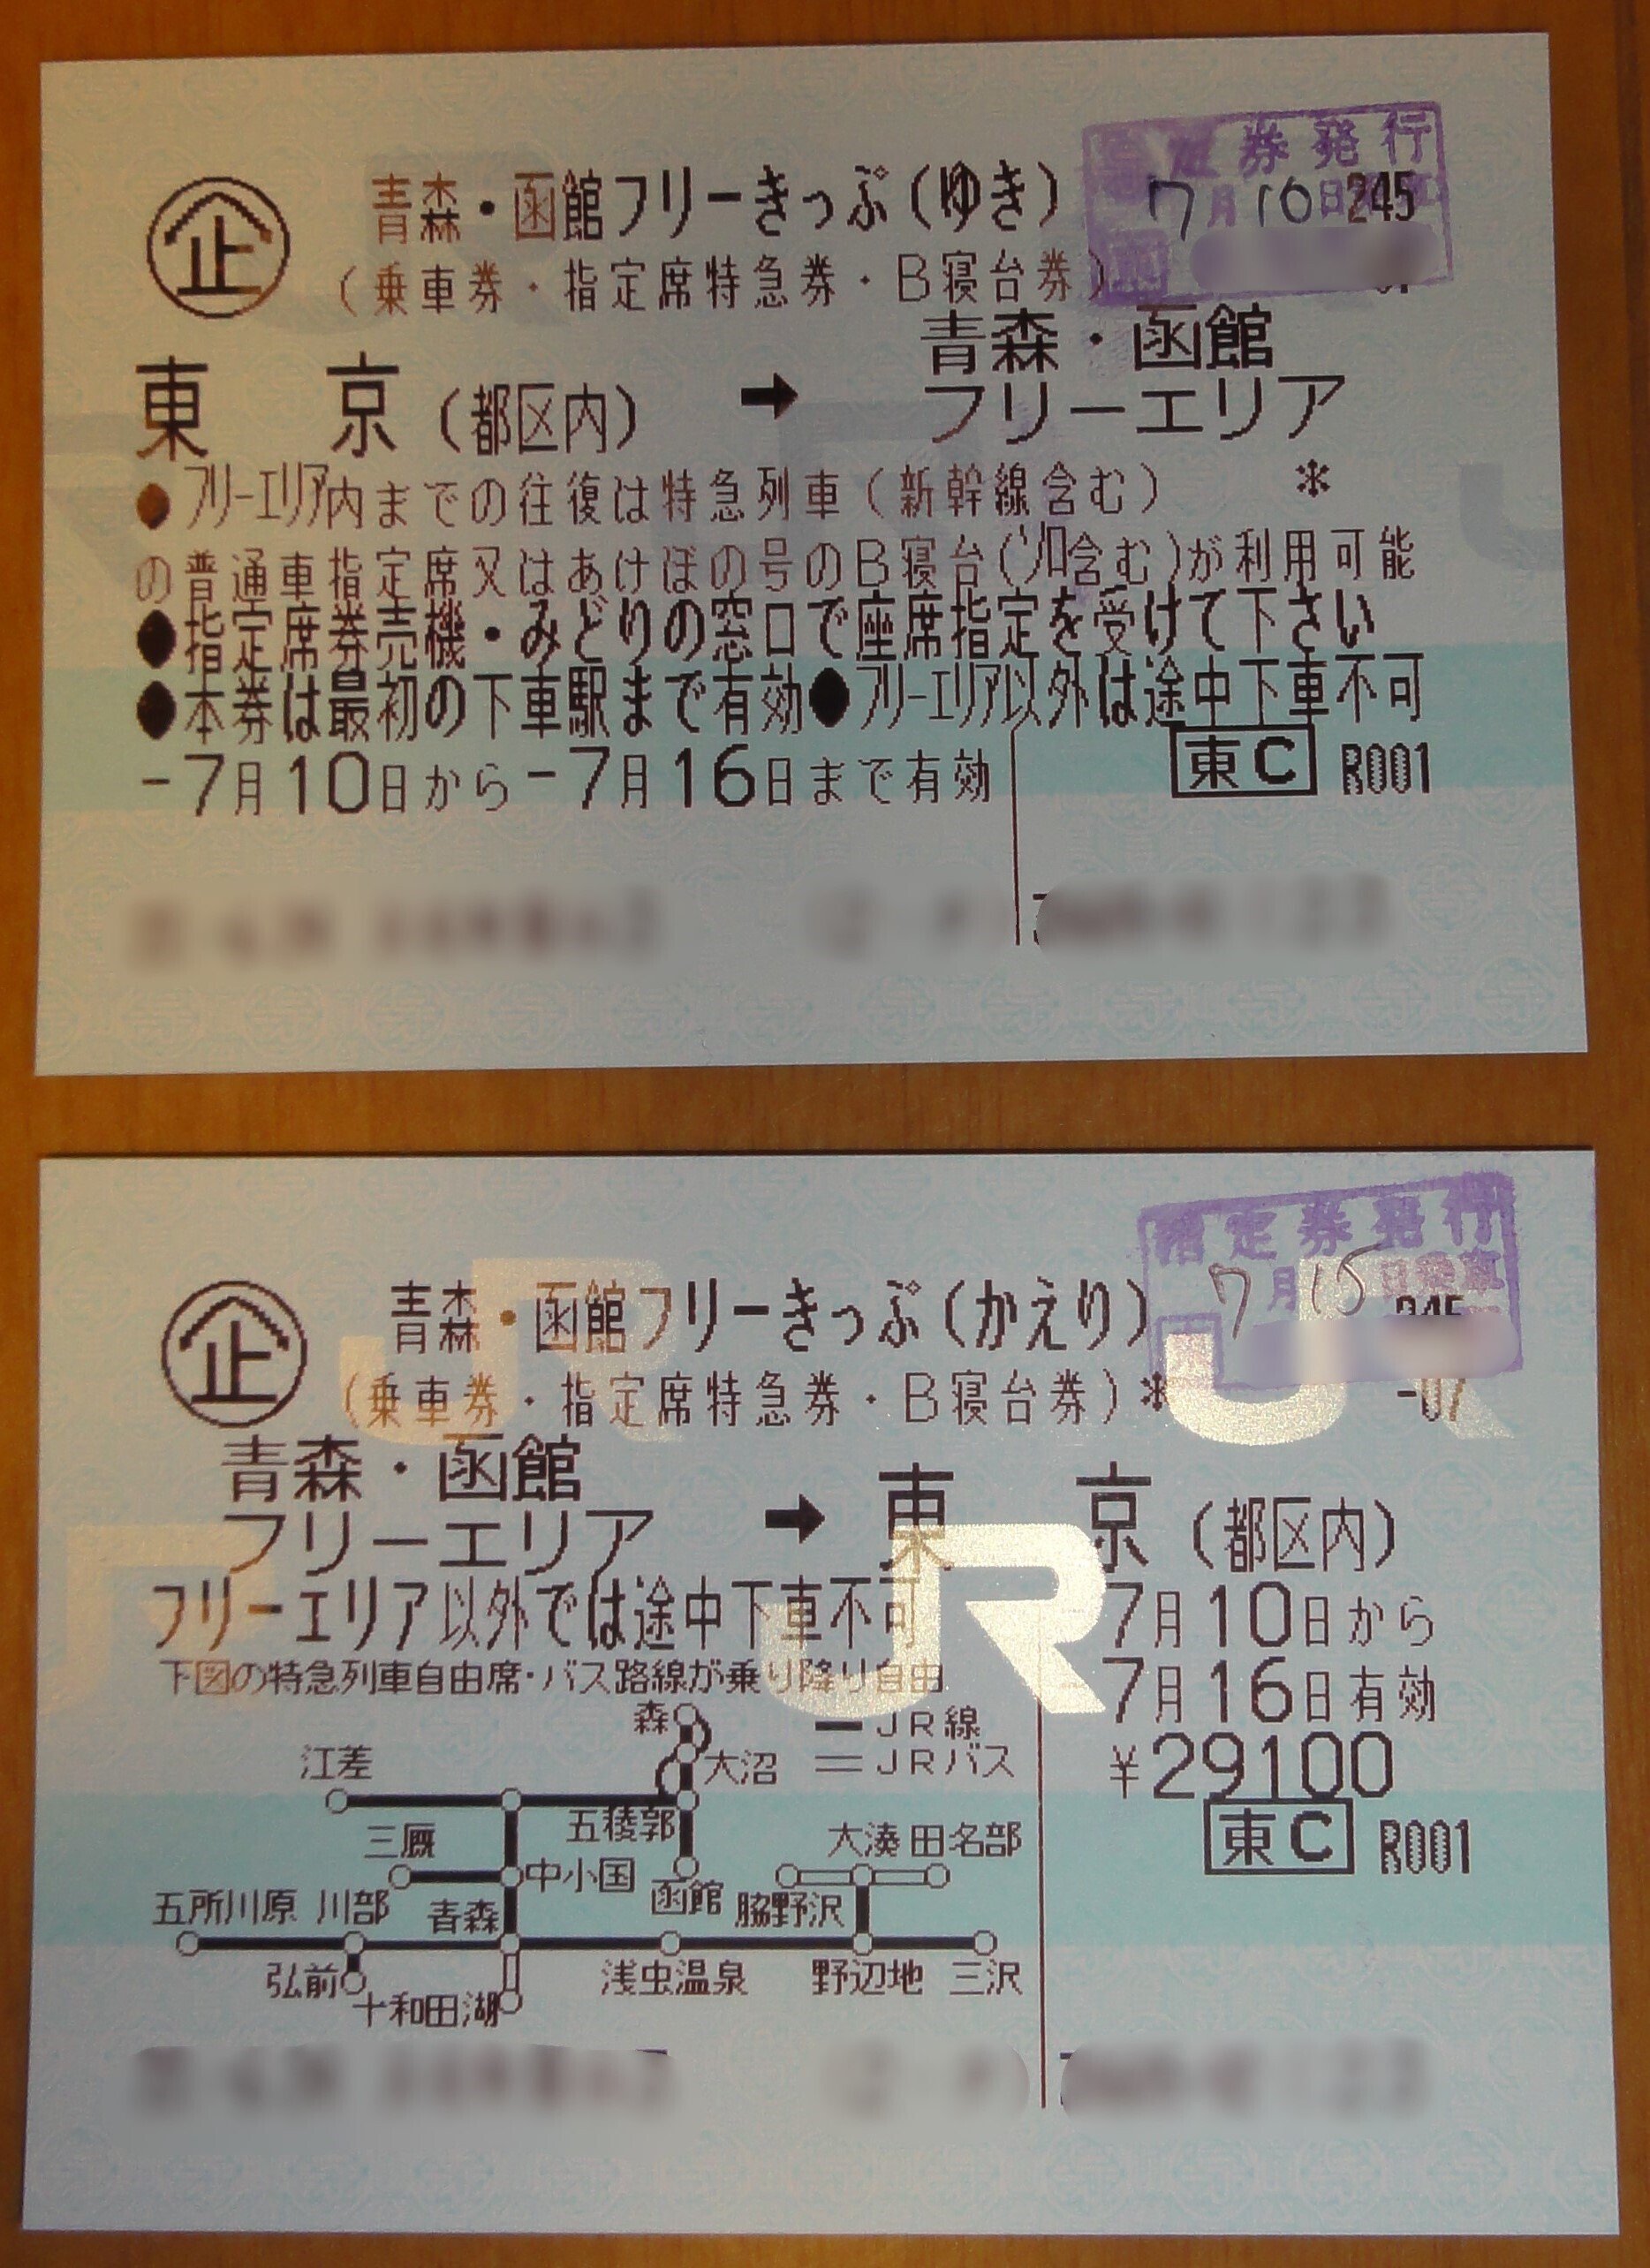 企
青森・函館フリーきっぷ(ゆき)
指定券発行
7月10日
245
(乗車券・指定席特急券・B寝台券)
東京(都区内) → 青森・函館
フリーエリア
●フリーエリア内までの往復は特急列車(新幹線含む) *
の普通車指定席又はあけぼの号のB寝台(ソロ含む)が利用可能
●指定席券売機・みどりの窓口で座席指定を受けて下さい
●本券は最初の下車駅まで有効●フリーエリア以外は途中下車不可
-7月10日から-7月16日まで有効
東C R001
企
青森・函館フリーきっぷ(かえり)
指定券発行
7月15日
(乗車券・指定席特急券・B寝台券)*
-07
青森・函館
フリーエリア → 東京(都区内)
フリーエリア以外では途中下車不可
7月10日から
下図の特急列車自由席・バス路線が乗り降り自由
7月16日有効
¥29100
東C R001
森
JR線
江差
大沼
JRバス
三厩
五稜郭
大湊 田名部
中小国
五所川原 川部
青森
函館
脇野沢
弘前
浅虫温泉
野辺地
三沢
十和田湖
JR
JR
JR